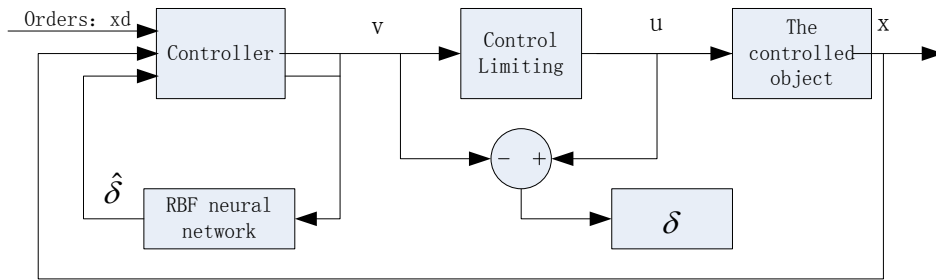 Orders: xd
Controller
v
Control
Limiting
u
The
controlled
object
x
− +
δ̂
RBF neural
network
δ